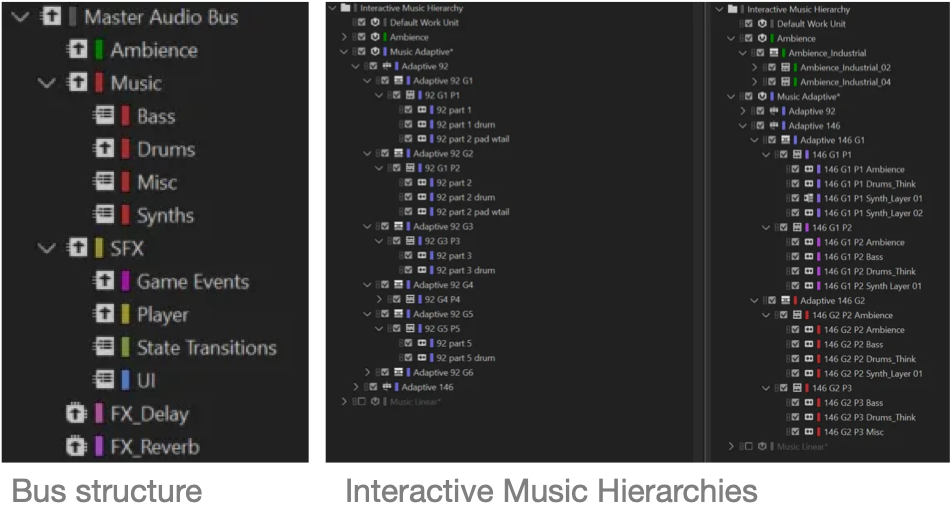 Master Audio Bus
Ambience
Music
Bass
Drums
Misc
Synths
SFX
Game Events
Player
State Transitions
UI
FX_Delay
FX_Reverb
Bus structure
Interactive Music Hierarchy
Default Work Unit
Ambience
Music Adaptive*
Adaptive 92
Adaptive 92 G1
92 G1 P1
92 part 1
92 part 1 drum
92 part 2 pad wtail
Adaptive 92 G2
92 G1 P2
92 part 2
92 part 2 drum
92 part 2 pad wtail
Adaptive 92 G3
92 G3 P3
92 part 3
92 part 3 drum
Adaptive 92 G4
92 G4 P4
Adaptive 92 G5
92 G5 P5
92 part 5
92 part 5 drum
Adaptive 92 G6
Adaptive 146
Music Linear*
Interactive Music Hierarchy
Default Work Unit
Ambience
Ambience_Industrial
Ambience_Industrial_02
Ambience_Industrial_04
Music Adaptive*
Adaptive 92
Adaptive 146
Adaptive 146 G1
146 G1 P1
146 G1 P1 Ambience
146 G1 P1 Drums_Think
146 G1 P1 Synth_Layer 01
146 G1 P1 Synth_Layer 02
146 G1 P2
146 G1 P2 Ambience
146 G1 P2 Bass
146 G1 P2 Drums_Think
146 G1 P2 Synth Layer 01
Adaptive 146 G2
146 G2 P2 Ambience
146 G2 P2 Ambience
146 G2 P2 Bass
146 G2 P2 Drums_Think
146 G2 P2 Synth_Layer 01
146 G2 P3
146 G2 P3 Bass
146 G2 P3 Drums_Think
146 G2 P3 Misc
Music Linear*
Interactive Music Hierarchies